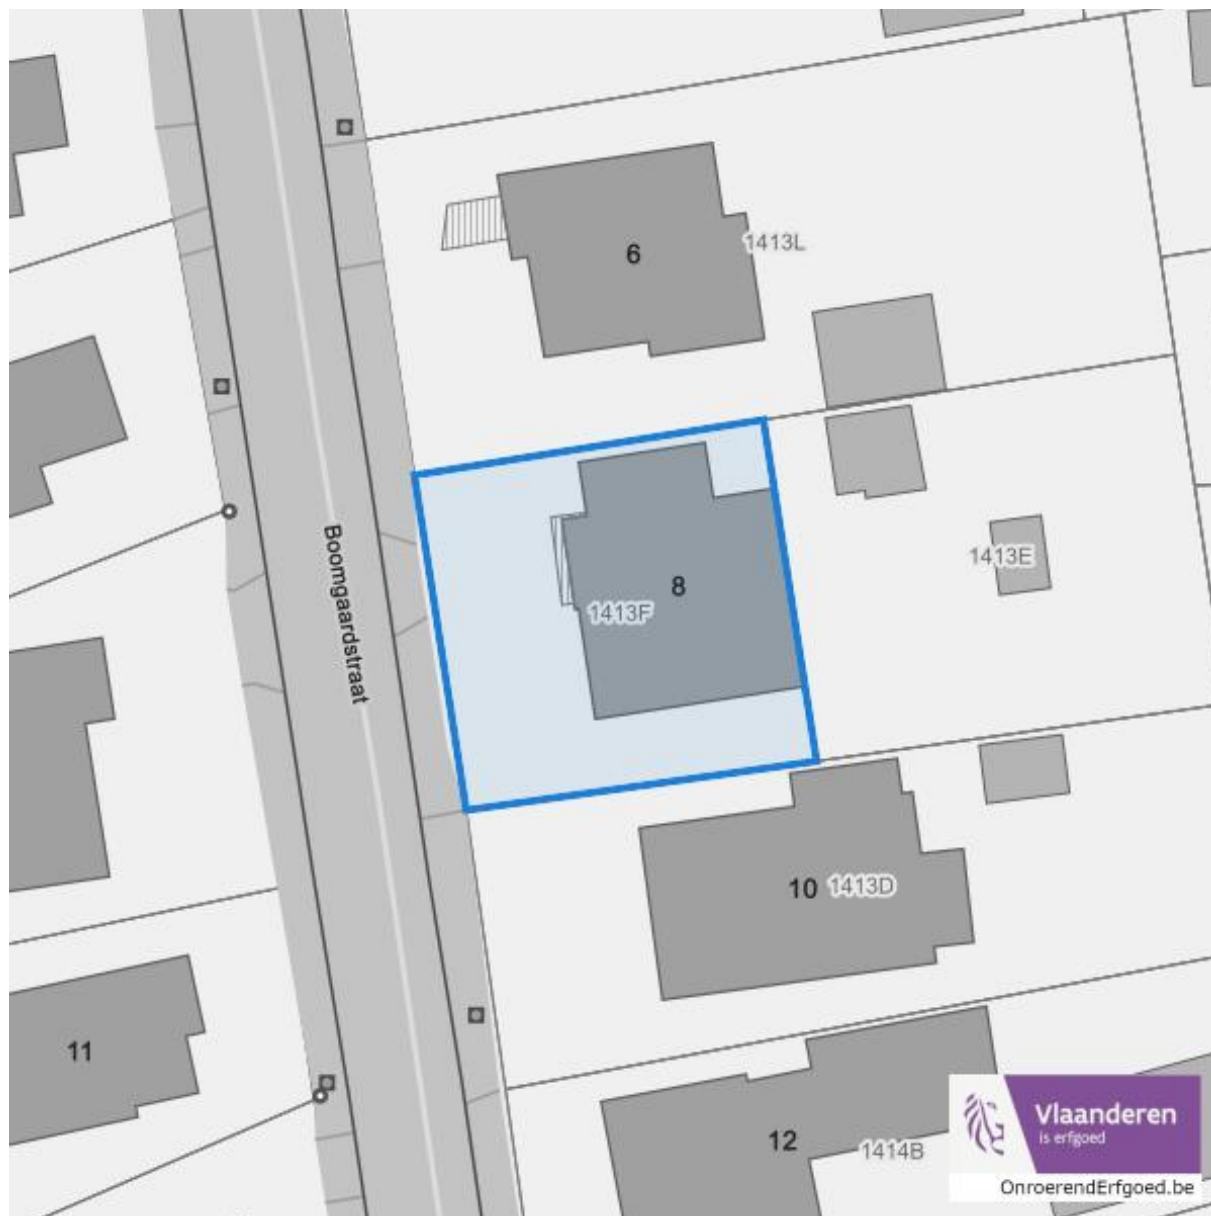 6
1413L
Boomgaardstraat
8
1413F
1413E
10
1413D
11
12
1414B
Vlaanderen
is erfgoed
OnroerendErfgoed.be